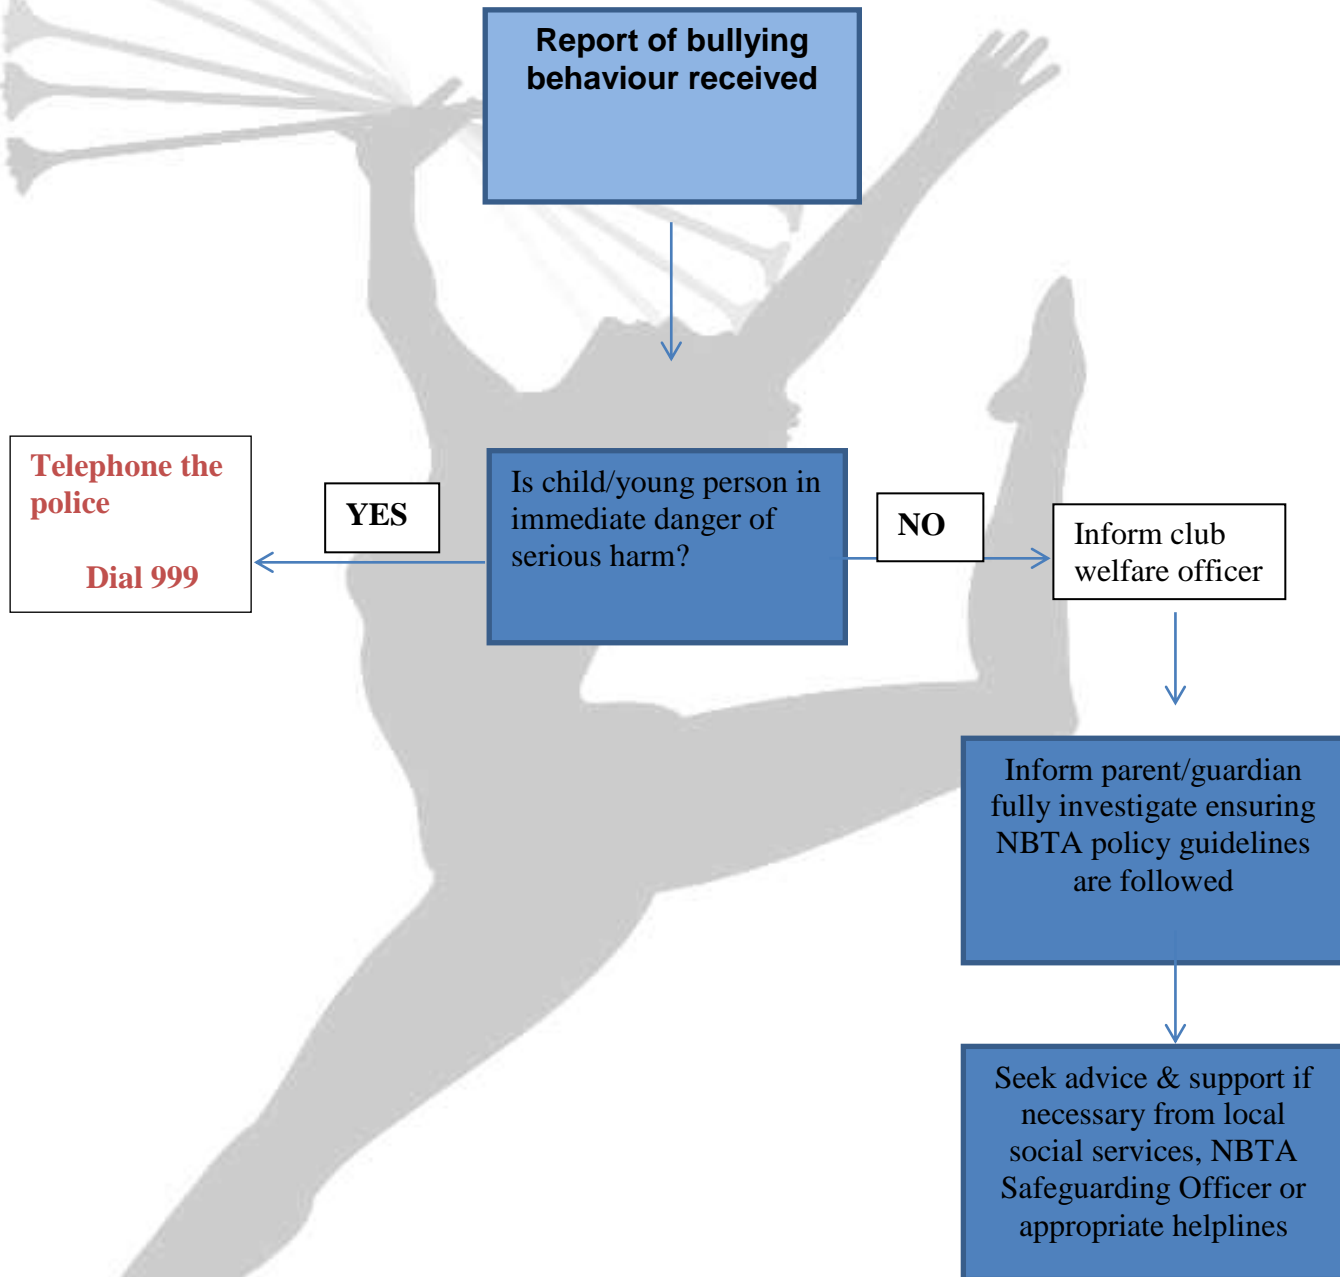 Report of bullying
behaviour received
Telephone the
police
Dial 999
YES
Is child/young person in
immediate danger of
serious harm?
NO
Inform club
welfare officer
Inform parent/guardian
fully investigate ensuring
NBTA policy guidelines
are followed
Seek advice & support if
necessary from local
social services, NBTA
Safeguarding Officer or
appropriate helplines